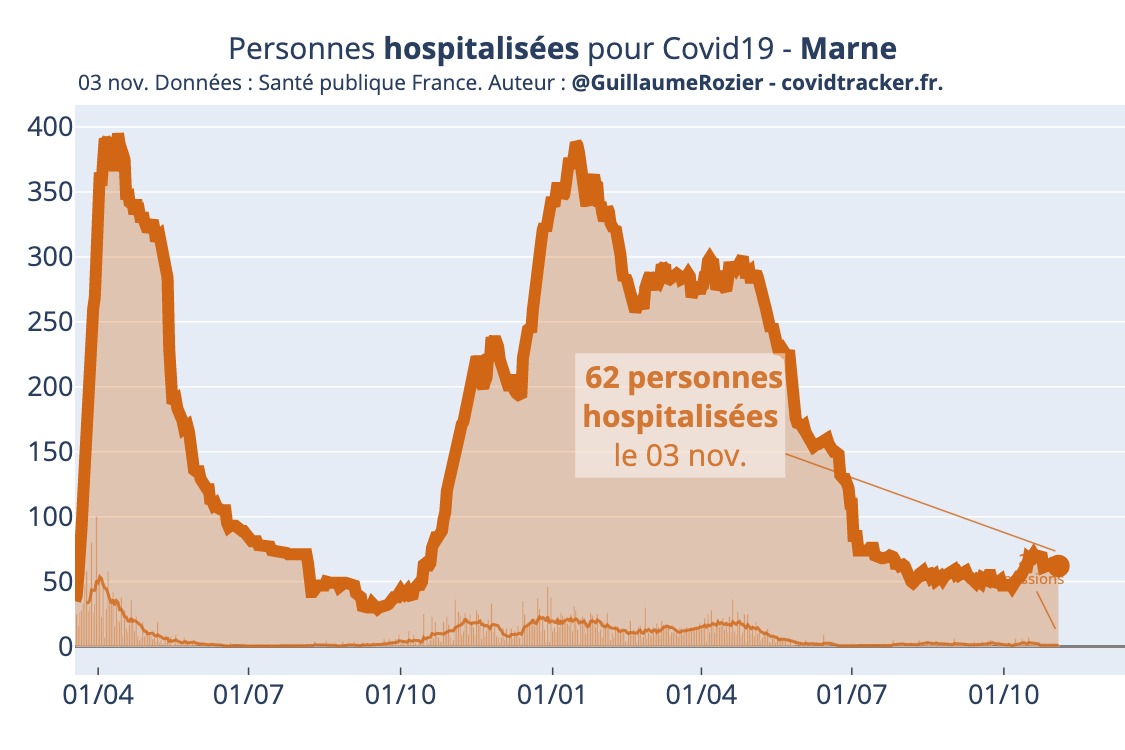 Personnes hospitalisées pour Covid19 - Marne
03 nov. Données : Santé publique France. Auteur : @GuillaumeRozier - covidtracker.fr.
400
350
300
250
200
150
100
50
0
62 personnes
hospitalisées
le 03 nov.
01/04 01/07 01/10 01/01 01/04 01/07 01/10